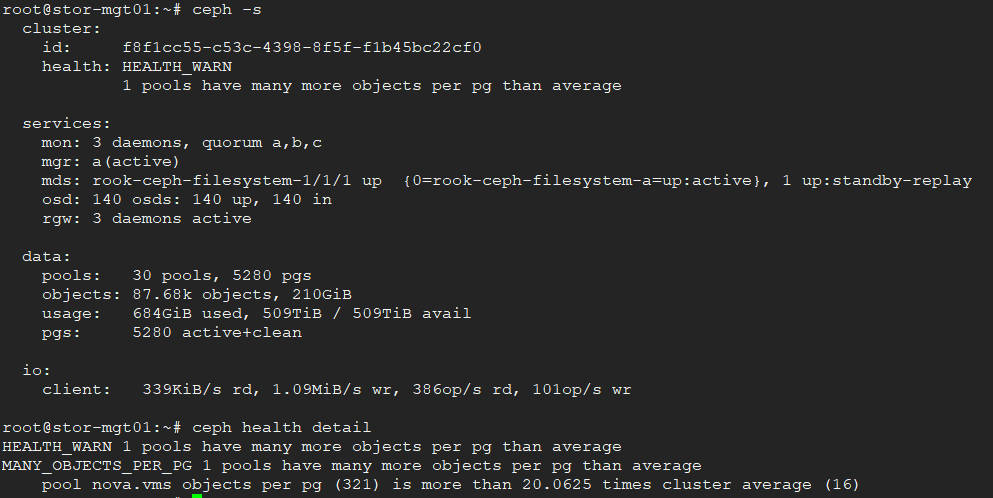 root@stor-mgt01:~# ceph -s
  cluster:
    id:     f8f1cc55-c53c-4398-8f5f-f1b45bc22cf0
    health: HEALTH_WARN
            1 pools have many more objects per pg than average

  services:
    mon: 3 daemons, quorum a,b,c
    mgr: a(active)
    mds: rook-ceph-filesystem-1/1/1 up  {0=rook-ceph-filesystem-a=up:active}, 1 up:standby-replay
    osd: 140 osds: 140 up, 140 in
    rgw: 3 daemons active

  data:
    pools:   30 pools, 5280 pgs
    objects: 87.68k objects, 210GiB
    usage:   684GiB used, 509TiB / 509TiB avail
    pgs:     5280 active+clean

  io:
    client:   339KiB/s rd, 1.09MiB/s wr, 386op/s rd, 101op/s wr

root@stor-mgt01:~# ceph health detail
HEALTH_WARN 1 pools have many more objects per pg than average
MANY_OBJECTS_PER_PG 1 pools have many more objects per pg than average
    pool nova.vms objects per pg (321) is more than 20.0625 times cluster average (16)